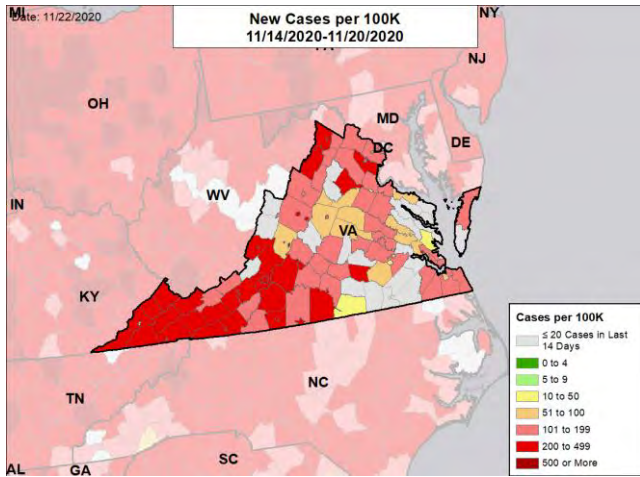 Date: 11/22/2020
New Cases per 100K
11/14/2020-11/20/2020
MI
NY
NJ
OH
MD
DE
DC
IN
WV
VA
KY
TN
NC
AL
GA
SC
Cases per 100K
≤ 20 Cases in Last
14 Days
0 to 4
5 to 9
10 to 50
51 to 100
101 to 199
200 to 499
500 or More